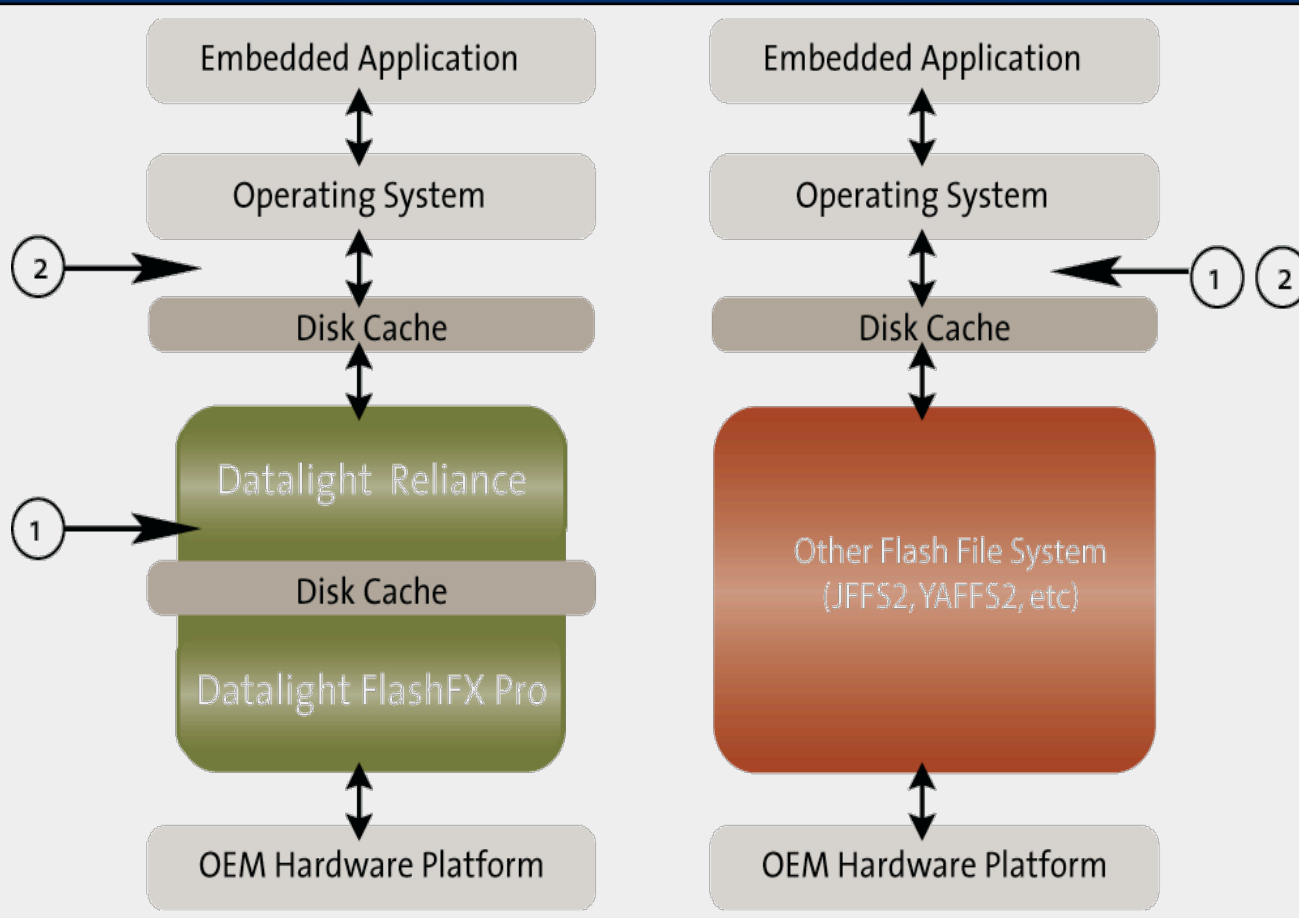 Embedded Application
Operating System
2
Disk Cache
Datalight Reliance
1
Disk Cache
Datalight FlashFX Pro
OEM Hardware Platform
Embedded Application
Operating System
1 2
Disk Cache
Other Flash File System
(JFFS2, YAFFS2, etc)
OEM Hardware Platform